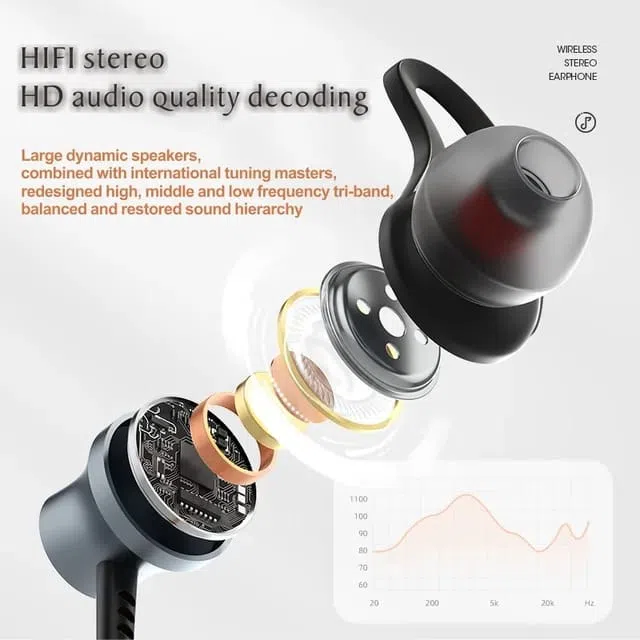 HIFI stereo
HD audio quality decoding
WIRELESS
STEREO
EARPHONE
Large dynamic speakers,
combined with international tuning masters,
redesigned high, middle and low frequency tri-band,
balanced and restored sound hierarchy
1100
100
90
80
70
60
20 200 5k 20k Hz.